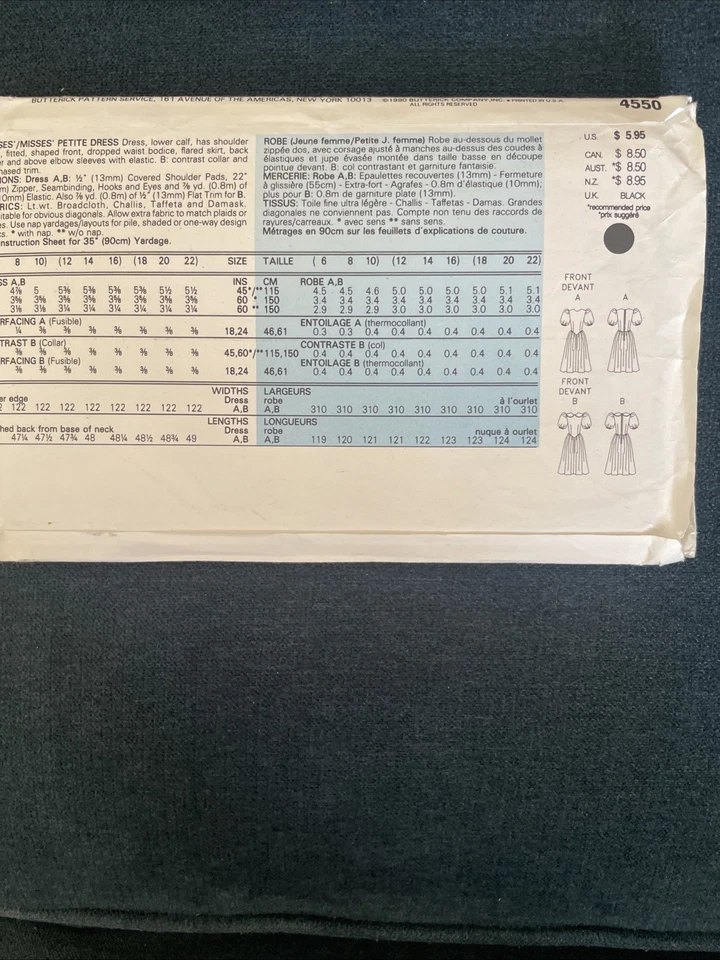 BUTTERICK PATTERN SERVICE, 161 AVENUE OF THE AMERICAS, NEW YORK 10013 ©1990 BUTTERICK COMPANY, INC. • PRINTED IN U.S.A.
ALL RIGHTS RESERVED
4550
SES'/MISSES' PETITE DRESS Dress, lower calf, has shoulder
, fitted, shaped front, dropped waist bodice, flared skirt, back
r and above elbow sleeves with elastic. B: contrast collar and
hased trim.
IONS: Dress A,B: ½" (13mm) Covered Shoulder Pads, 22"
m) Zipper, Seambinding, Hooks and Eyes and ⅞ yd. (0.8m) of
10mm) Elastic. Also ⅞ yd. (0.8m) of ½" (13mm) Flat Trim for B.
RICS: Lt.wt. Broadcloth, Challis, Taffeta and Damask.
itable for obvious diagonals. Allow extra fabric to match plaids or
es. Use nap yardages/layouts for pile, shaded or one-way design
cs. * with nap. ** w/o nap.
nstruction Sheet for 35" (90cm) Yardage.
ROBE (Jeune femme/Petite J. femme) Robe au-dessous du mollet
zippée dos, avec corsage ajusté à manches au-dessus des coudes à
élastiques et jupe évasée montée dans taille basse en découpe
pointue devant. B: col contrastant et garniture fantaisie.
MERCERIE: Robe A,B: Epaulettes recouvertes (13mm) - Fermeture
à glissière (55cm) - Extra-fort - Agrafes - 0.8m d'élastique (10mm);
plus pour B: 0.8m de garniture plate (13mm).
TISSUS: Toile fine ultra légère - Challis - Taffetas - Damas. Grandes
diagonales ne conviennent pas. Compte non tenu des raccords de
rayures/carreaux. * avec sens ** sans sens.
Métrages en 90cm sur les feuillets d'explications de couture.
U.S. $ 5.95
CAN. $ 8.50
AUST. *$ 8.50
N.Z. *$ 8.95
U.K. BLACK
*recommended price
*prix suggéré
8 10) (12 14 16) (18 20 22) SIZE TAILLE ( 6 8 10) (12 14 16) (18 20 22)
SS A,B INS CM ROBE A,B
4⅞ 5 5⅜ 5⅜ 5⅜ 5⅜ 5½ 5½ 45*/** 115 4.5 4.5 4.6 5.0 5.0 5.0 5.0 5.1 5.1
3⅝ 3⅝ 3⅝ 3⅝ 3⅝ 3⅝ 3⅝ 3⅝ 60 * 150 3.4 3.4 3.4 3.4 3.4 3.4 3.4 3.4 3.4
3⅛ 3⅛ 3¼ 3¼ 3¼ 3¼ 3¼ 3¼ 60 ** 150 2.9 2.9 2.9 3.0 3.0 3.0 3.0 3.0 3.0
RFACING A (Fusible) ENTOILAGE A (thermocollant)
¼ ⅜ ⅜ ⅜ ⅜ ⅜ ⅜ ⅜ 18,24 46,61 0.3 0.3 0.4 0.4 0.4 0.4 0.4 0.4 0.4
TRAST B (Collar) CONTRASTE B (col)
⅜ ⅜ ⅜ ⅜ ⅜ ⅜ ⅜ ⅜ 45,60*/** 115,150 0.4 0.4 0.4 0.4 0.4 0.4 0.4 0.4 0.4
RFACING B (Fusible) ENTOILAGE B (thermocollant)
⅜ ⅜ ⅜ ⅜ ⅜ ⅜ ⅜ ⅜ 18,24 46,61 0.4 0.4 0.4 0.4 0.4 0.4 0.4 0.4 0.4
WIDTHS LARGEURS
er edge Dress robe à l'ourlet
2 122 122 122 122 122 122 122 122 A,B A,B 310 310 310 310 310 310 310 310 310
LENGTHS LONGUEURS
hed back from base of neck Dress robe nuque à ourlet
47¼ 47½ 47¾ 48 48¼ 48½ 48¾ 49 A,B A,B 119 120 121 121 122 123 123 124 124
FRONT
DEVANT
A A
FRONT
DEVANT
B B